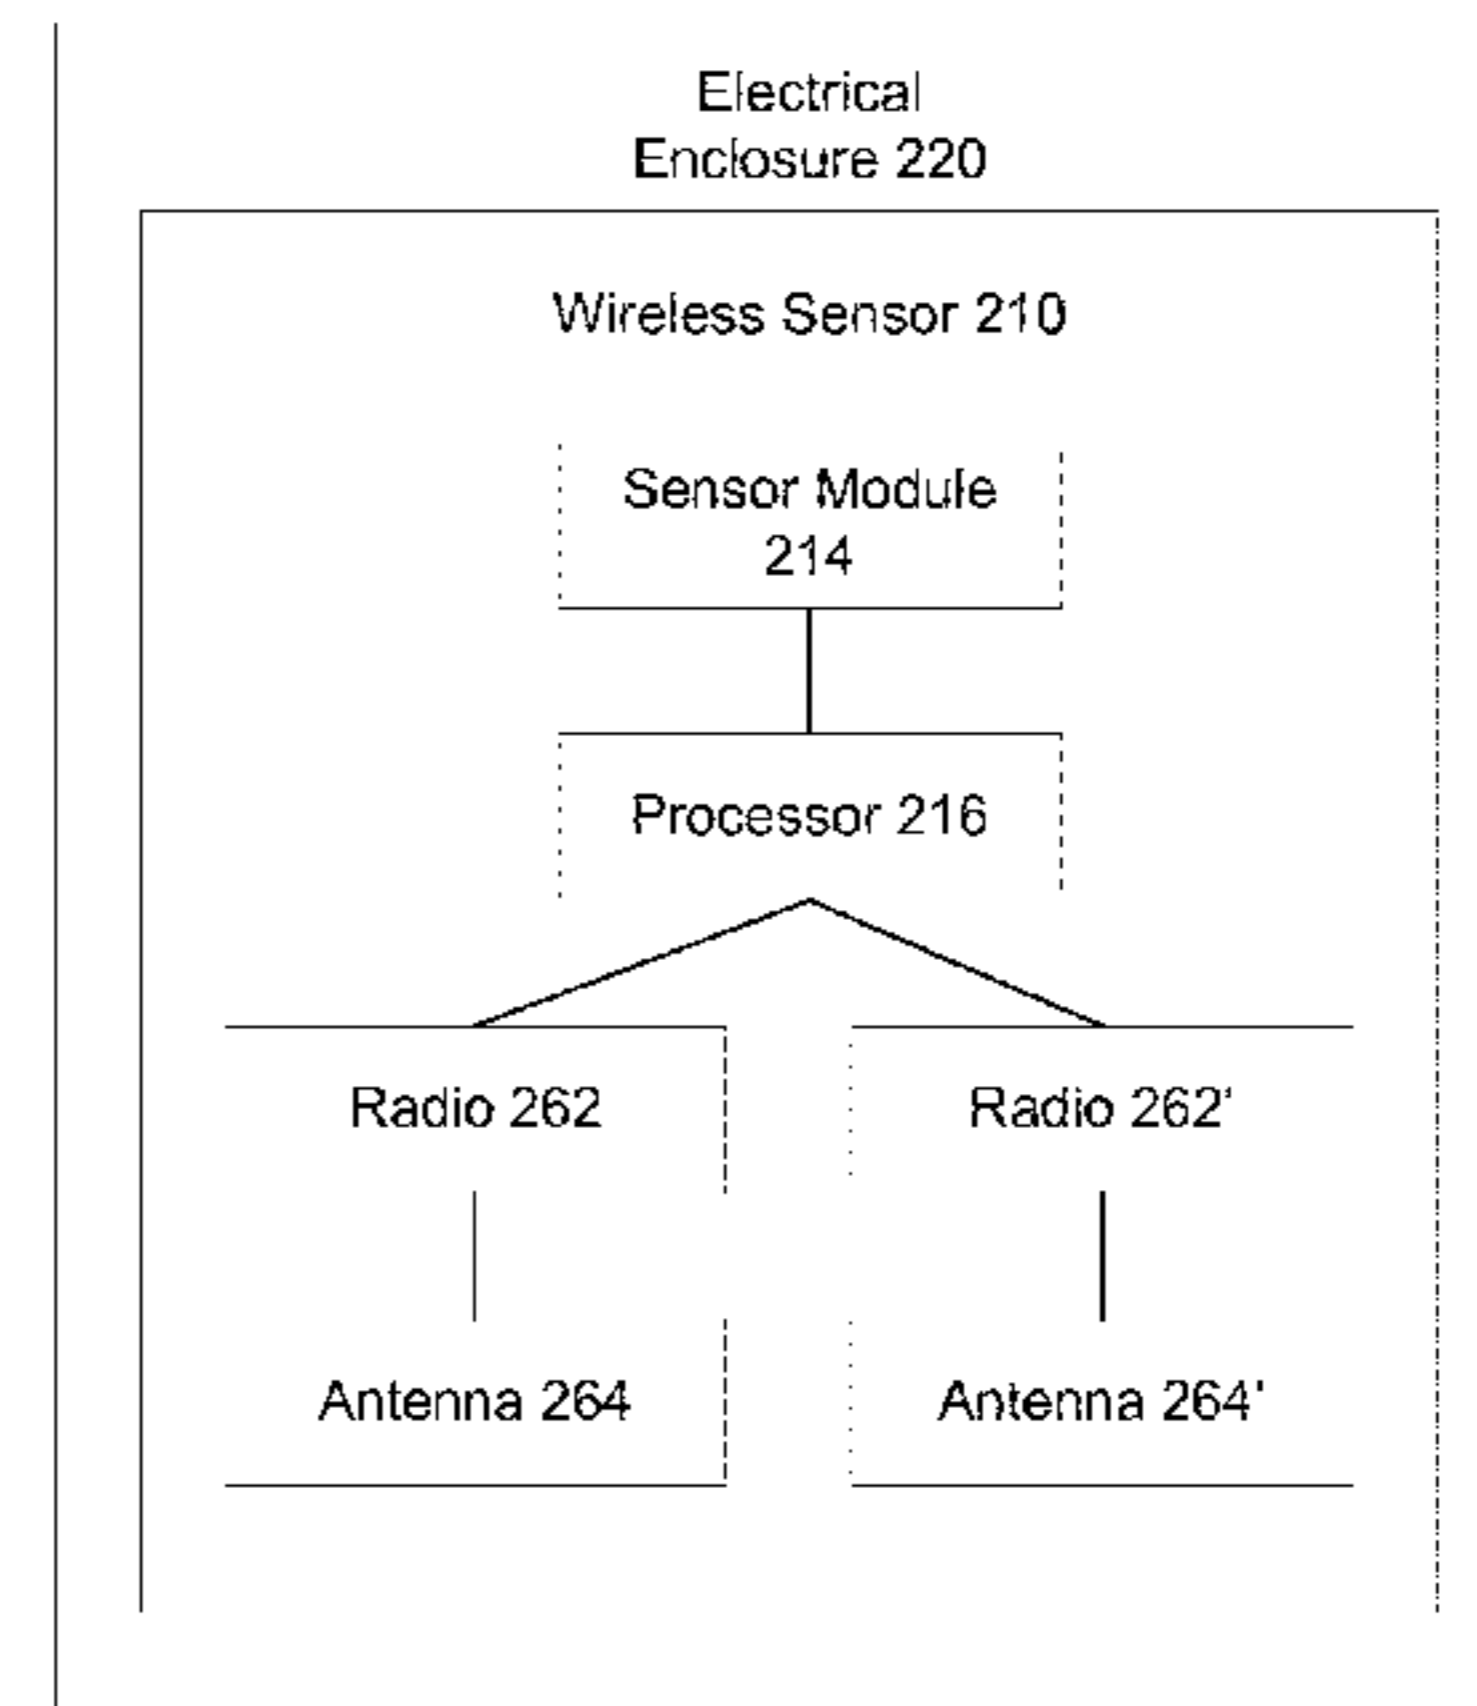 Electrical
Enclosure 220
Wireless Sensor 210
Sensor Module
214
Processor 216
Radio 262
Radio 262'
Antenna 264
Antenna 264'